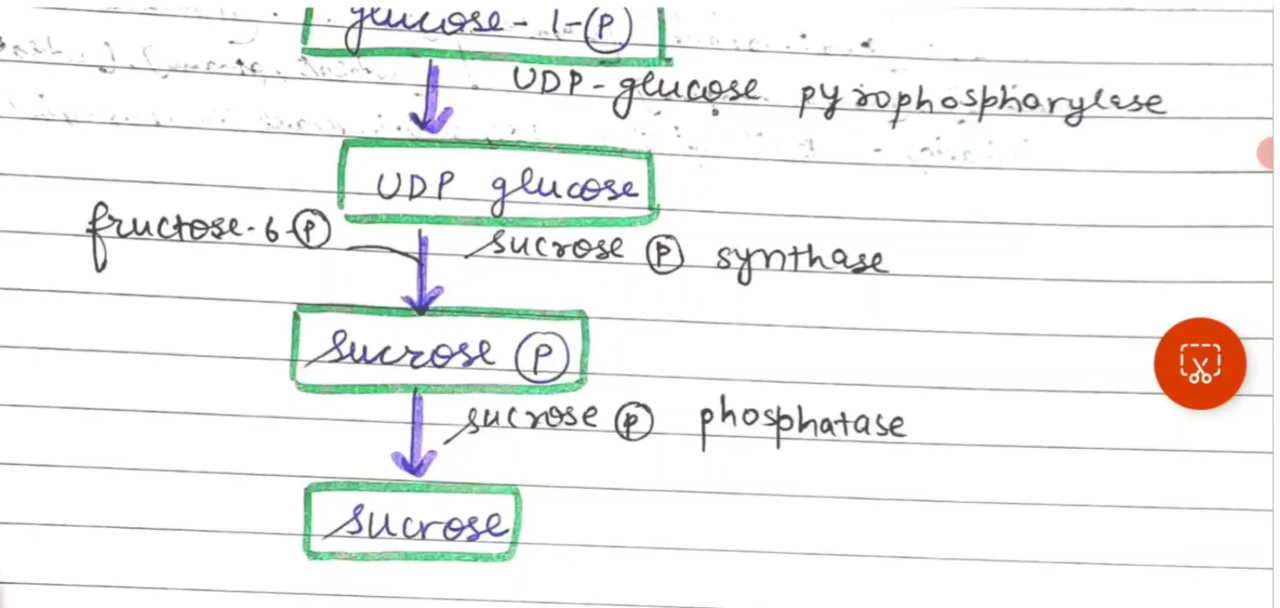 glucose - 1-(P)
UDP-glucose pyrophosphorylase
UDP glucose
fructose-6-(P)
sucrose (P) synthase
sucrose (P)
sucrose (P) phosphatase
sucrose